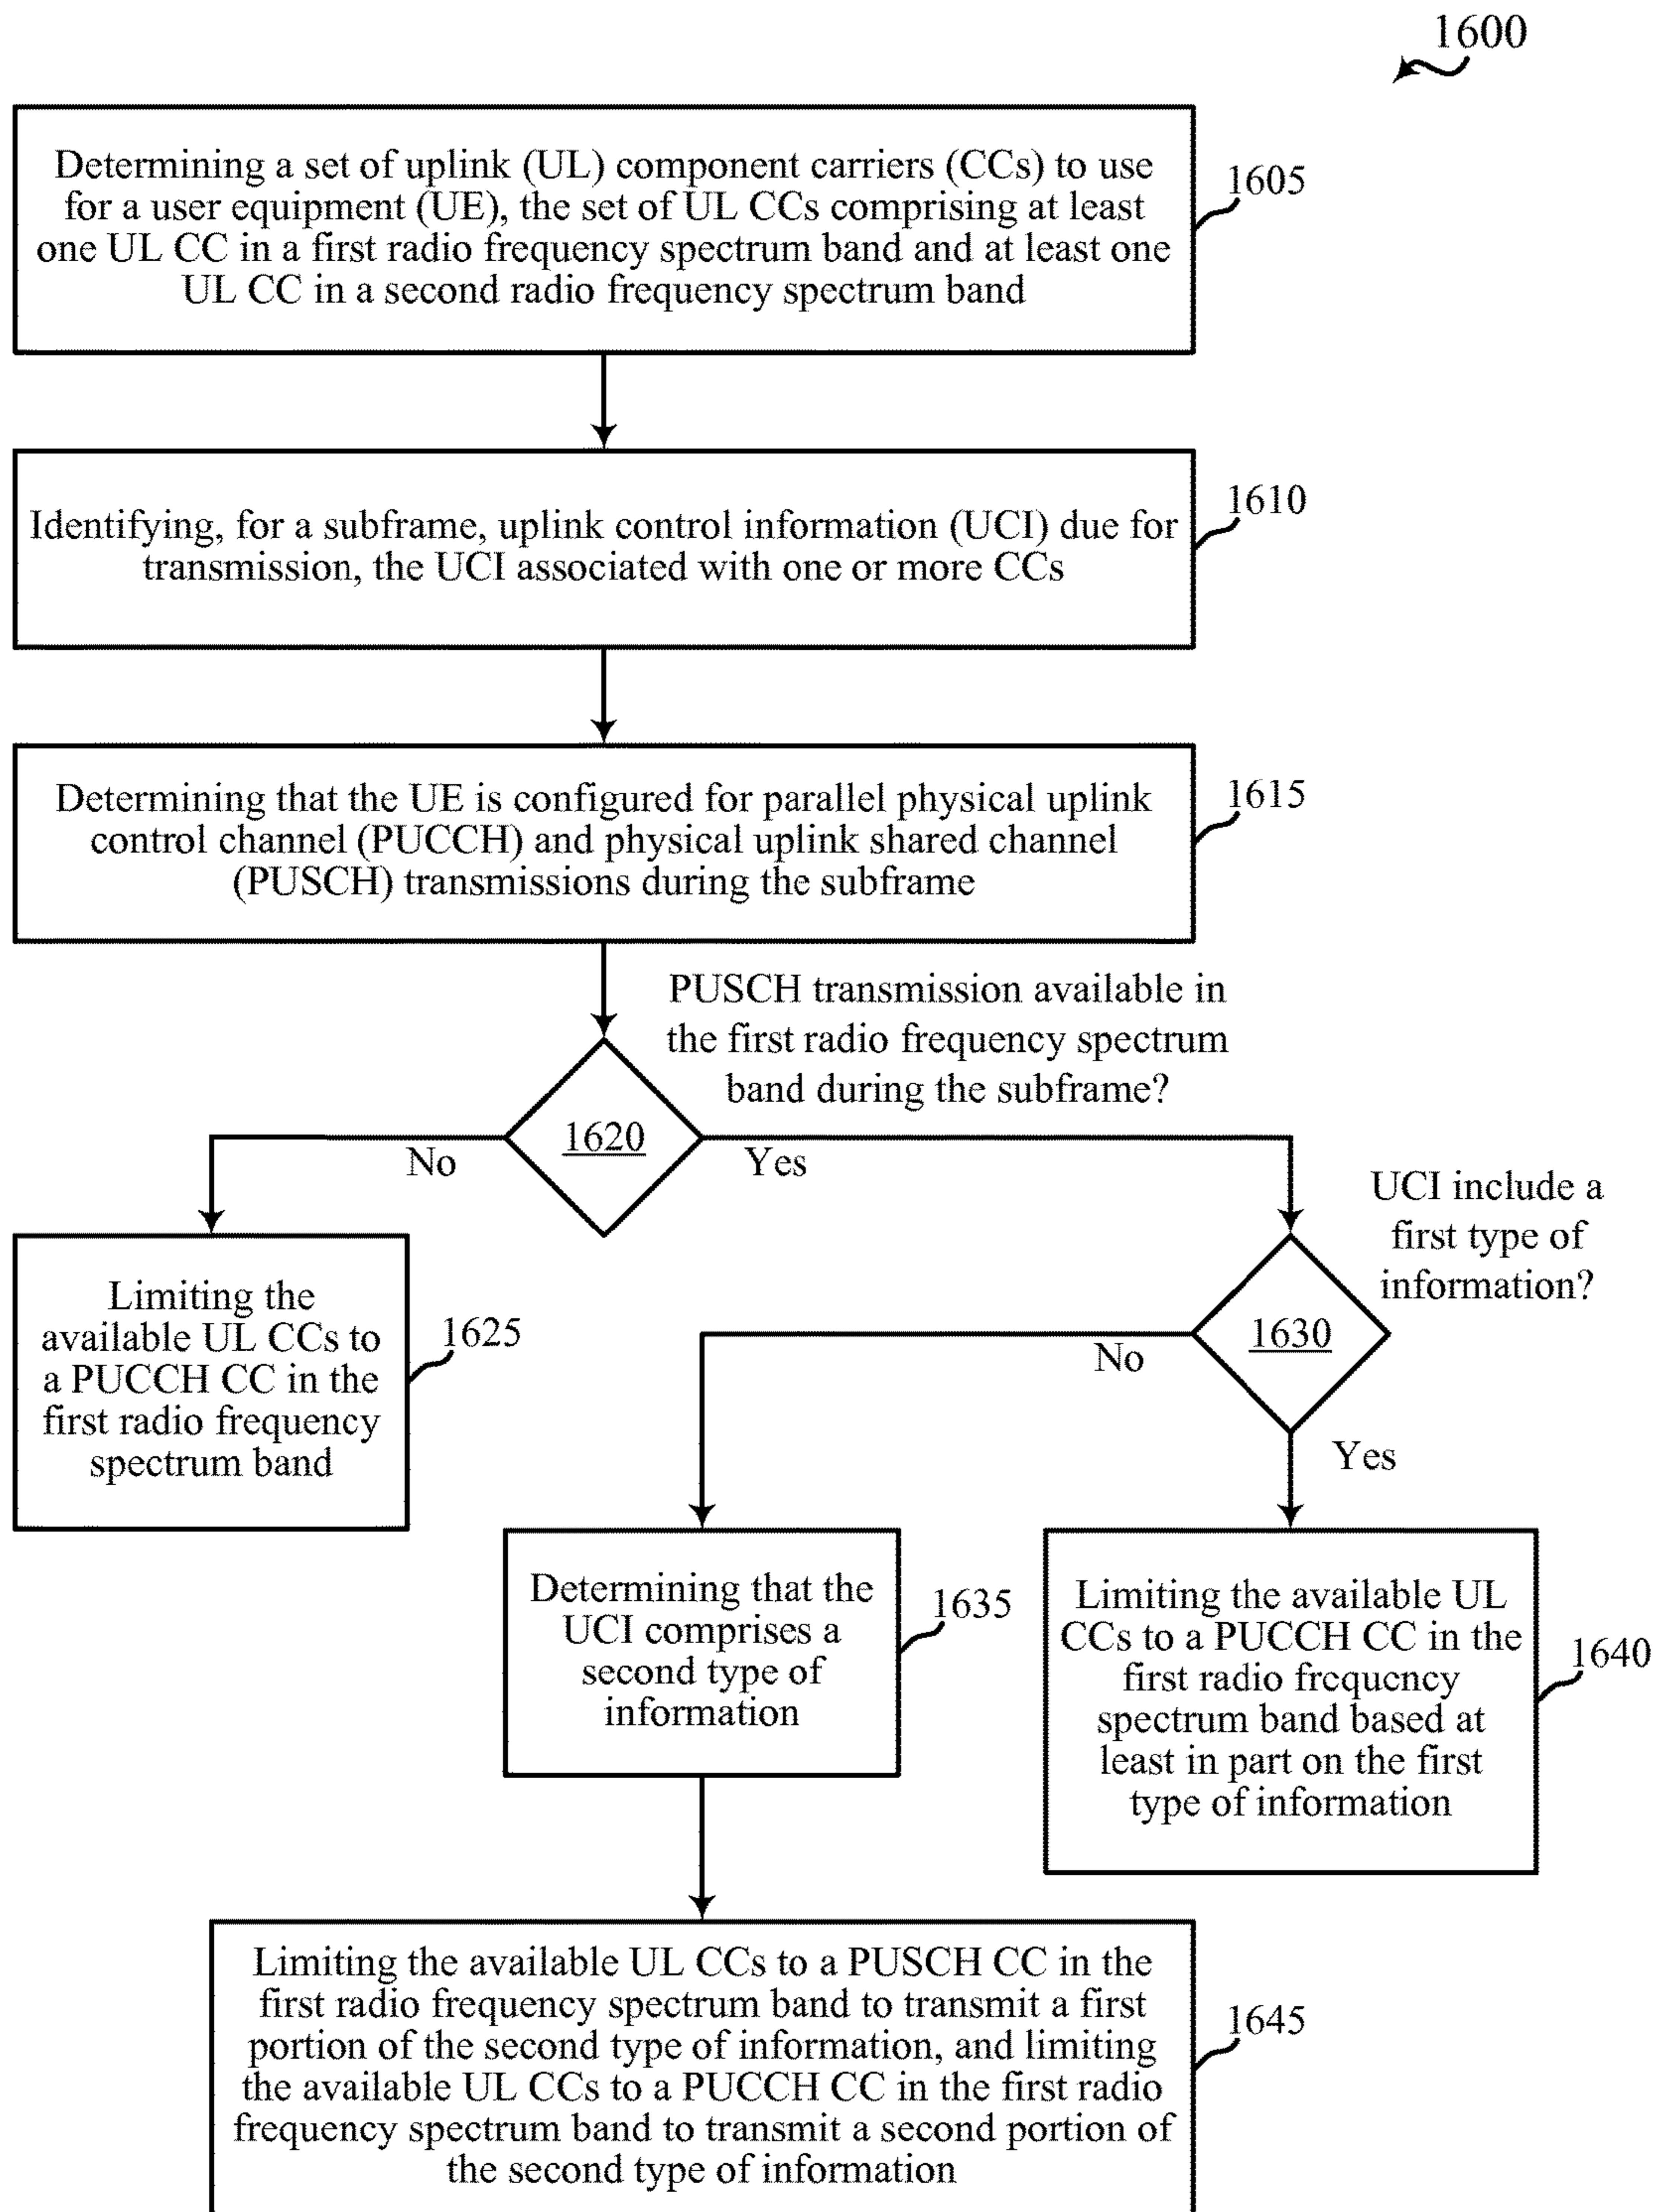 1600
Determining a set of uplink (UL) component carriers (CCs) to use
for a user equipment (UE), the set of UL CCs comprising at least
one UL CC in a first radio frequency spectrum band and at least one
UL CC in a second radio frequency spectrum band
1605
Identifying, for a subframe, uplink control information (UCI) due for
transmission, the UCI associated with one or more CCs
1610
Determining that the UE is configured for parallel physical uplink
control channel (PUCCH) and physical uplink shared channel
(PUSCH) transmissions during the subframe
1615
PUSCH transmission available in
the first radio frequency spectrum
band during the subframe?
1620
No
Yes
UCI include a
first type of
information?
1630
No
Yes
Limiting the
available UL CCs to
a PUCCH CC in the
first radio frequency
spectrum band
1625
Determining that the
UCI comprises a
second type of
information
1635
Limiting the available UL
CCs to a PUCCH CC in the
first radio frequency
spectrum band based at
least in part on the first
type of information
1640
Limiting the available UL CCs to a PUSCH CC in the
first radio frequency spectrum band to transmit a first
portion of the second type of information, and limiting
the available UL CCs to a PUCCH CC in the first radio
frequency spectrum band to transmit a second portion of
the second type of information
1645